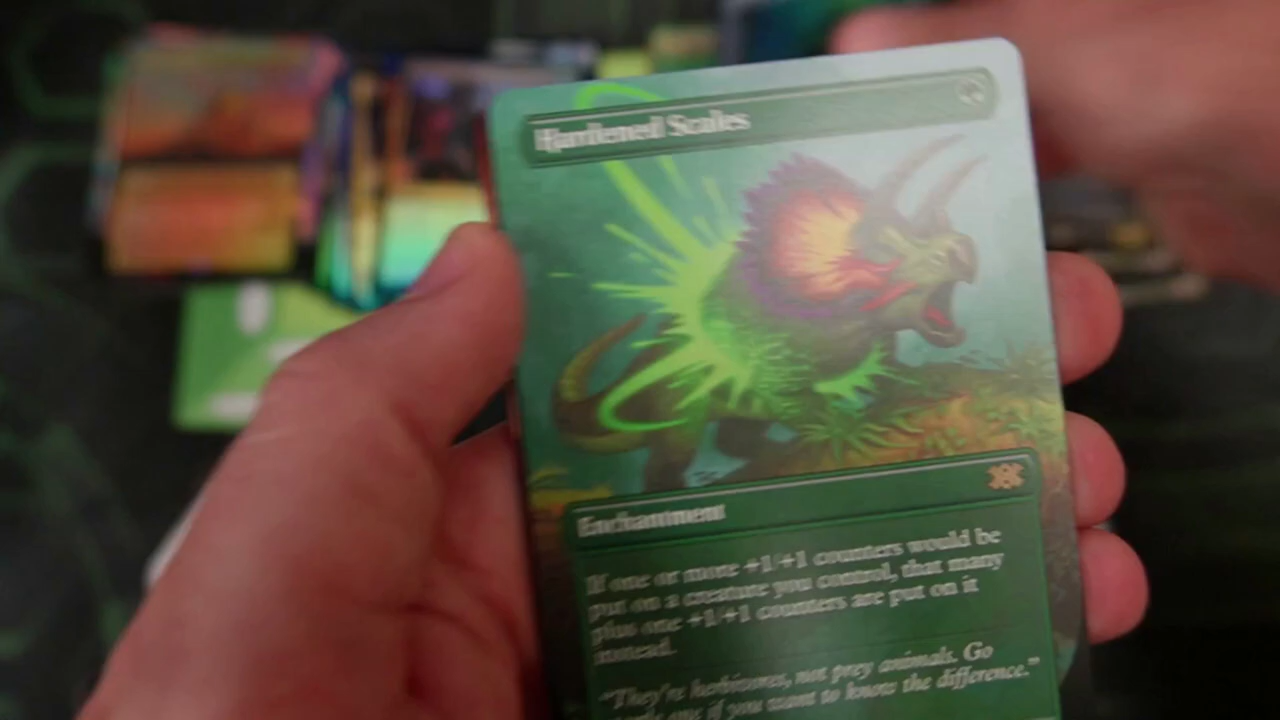 Hardened Scales
Enchantment
If one or more +1/+1 counters would be
put on a creature you control, that many
plus one +1/+1 counters are put on it
instead.
"They're herbivores, not prey animals. Go
one if you want to know the difference."